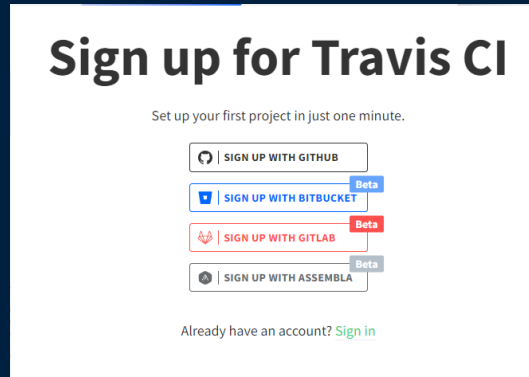 Sign up for Travis CI
Set up your first project in just one minute.
SIGN UP WITH GITHUB
Beta
SIGN UP WITH BITBUCKET
Beta
SIGN UP WITH GITLAB
Beta
SIGN UP WITH ASSEMBLA
Already have an account? Sign in